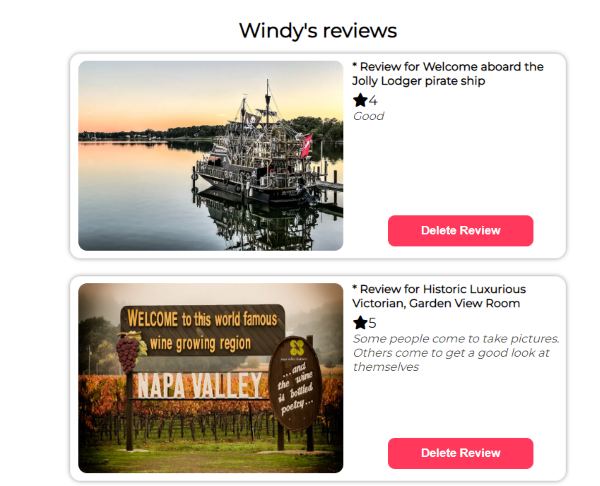 Windy's reviews
* Review for Welcome aboard the
Jolly Lodger pirate ship
4
Good
Delete Review
WELCOME to this world famous
wine growing region
NAPA VALLEY
...and
the wine
is bottled
poetry...
* Review for Historic Luxurious
Victorian, Garden View Room
5
Some people come to take pictures.
Others come to get a good look at
themselves
Delete Review